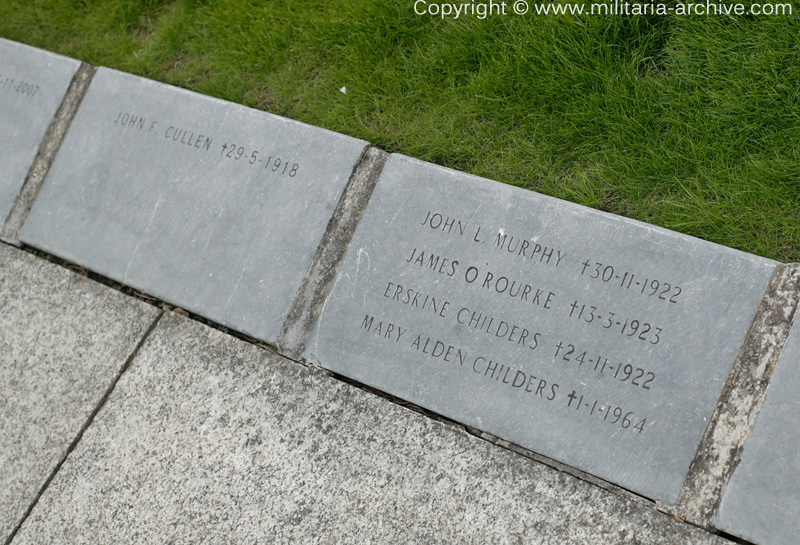 Copyright © www.militaria-archive.com
-11-2007
JOHN F. CULLEN †29-5-1918
JOHN L. MURPHY †30-11-1922
JAMES O ROURKE †13-3-1923
ERSKINE CHILDERS †24-11-1922
MARY ALDEN CHILDERS †1-1-1964